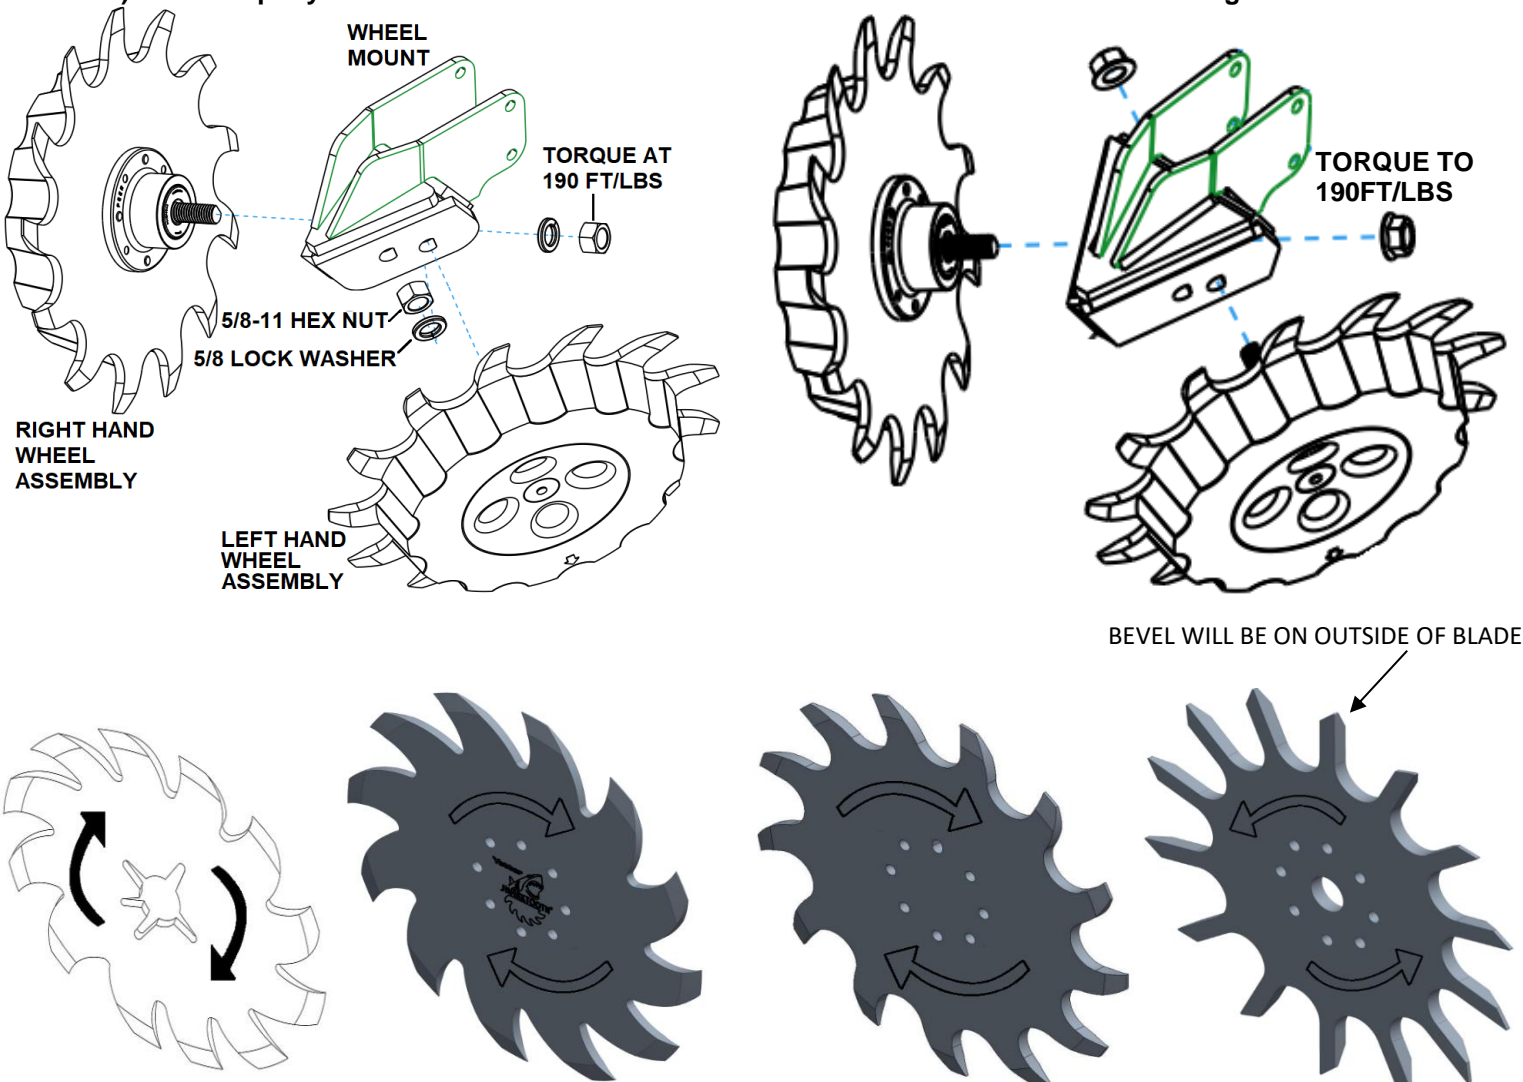 WHEEL
MOUNT
TORQUE AT
190 FT/LBS
TORQUE TO
190FT/LBS
5/8-11 HEX NUT
5/8 LOCK WASHER
RIGHT HAND
WHEEL
ASSEMBLY
LEFT HAND
WHEEL
ASSEMBLY
BEVEL WILL BE ON OUTSIDE OF BLADE